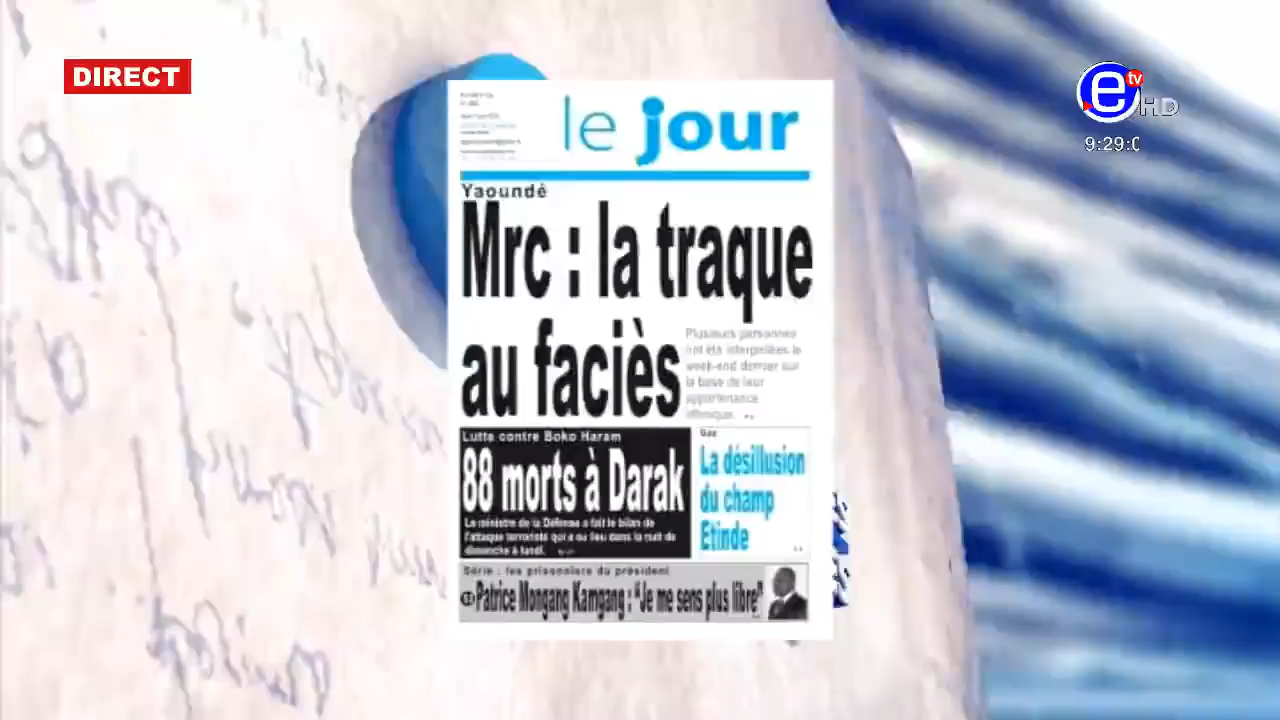 DIRECT
e tv HD
9:29:0
le jour
Yaoundé
Mrc : la traque
au faciès
Plusieurs personnes
ont été interpellées le
week-end dernier sur
la base de leur
appartenance
ethnique.
Lutte contre Boko Haram
88 morts à Darak
Le ministre de la Défense a fait le bilan de
l'attaque terroriste qui a eu lieu dans la nuit de
dimanche à lundi.
Gaz
La désillusion
du champ
Etinde
Série : les prisonniers du président
Patrice Mongang Kamgang : "Je me sens plus libre"